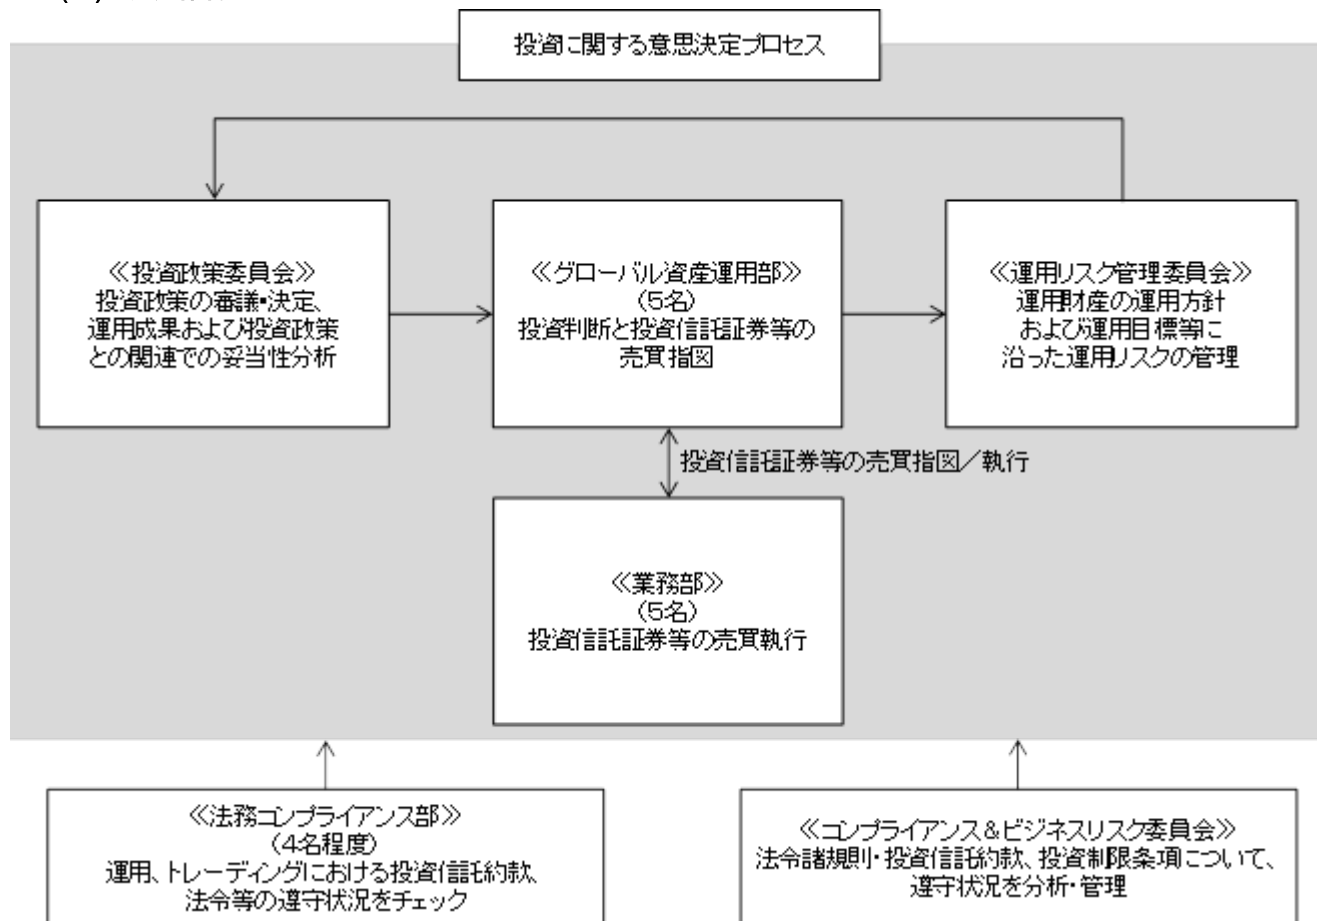 投資に関する意思決定プロセス
≪投資政策委員会≫
投資政策の審議・決定、
運用成果および投資政策
との関連での妥当性分析
≪グローバル資産運用部≫
(5名)
投資判断と投資信託証券等の
売買指図
≪運用リスク管理委員会≫
運用財産の運用方針
および運用目標等に
沿った運用リスクの管理
投資信託証券等の売買指図／執行
≪業務部≫
(5名)
投資信託証券等の売買執行
≪法務コンプライアンス部≫
(4名程度)
運用、トレーディングにおける投資信託約款、
法令等の遵守状況をチェック
≪コンプライアンス&ビジネスリスク委員会≫
法令諸規則・投資信託約款、投資制限条項について、
遵守状況を分析・管理